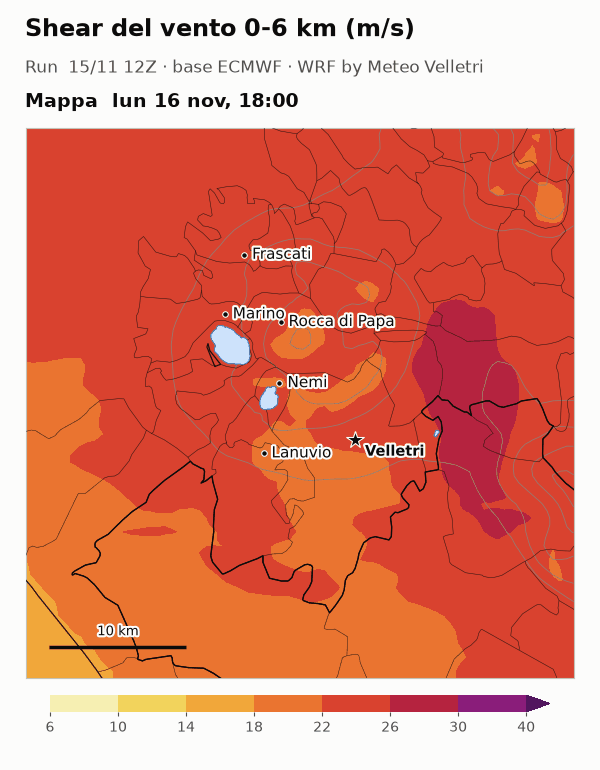 Shear del vento 0-6 km (m/s)
Run  15/11 12Z · base ECMWF · WRF by Meteo Velletri
Mappa  lun 16 nov, 18:00
Frascati
Marino
Rocca di Papa
Nemi
Velletri
Lanuvio
10 km
6 10 14 18 22 26 30 40